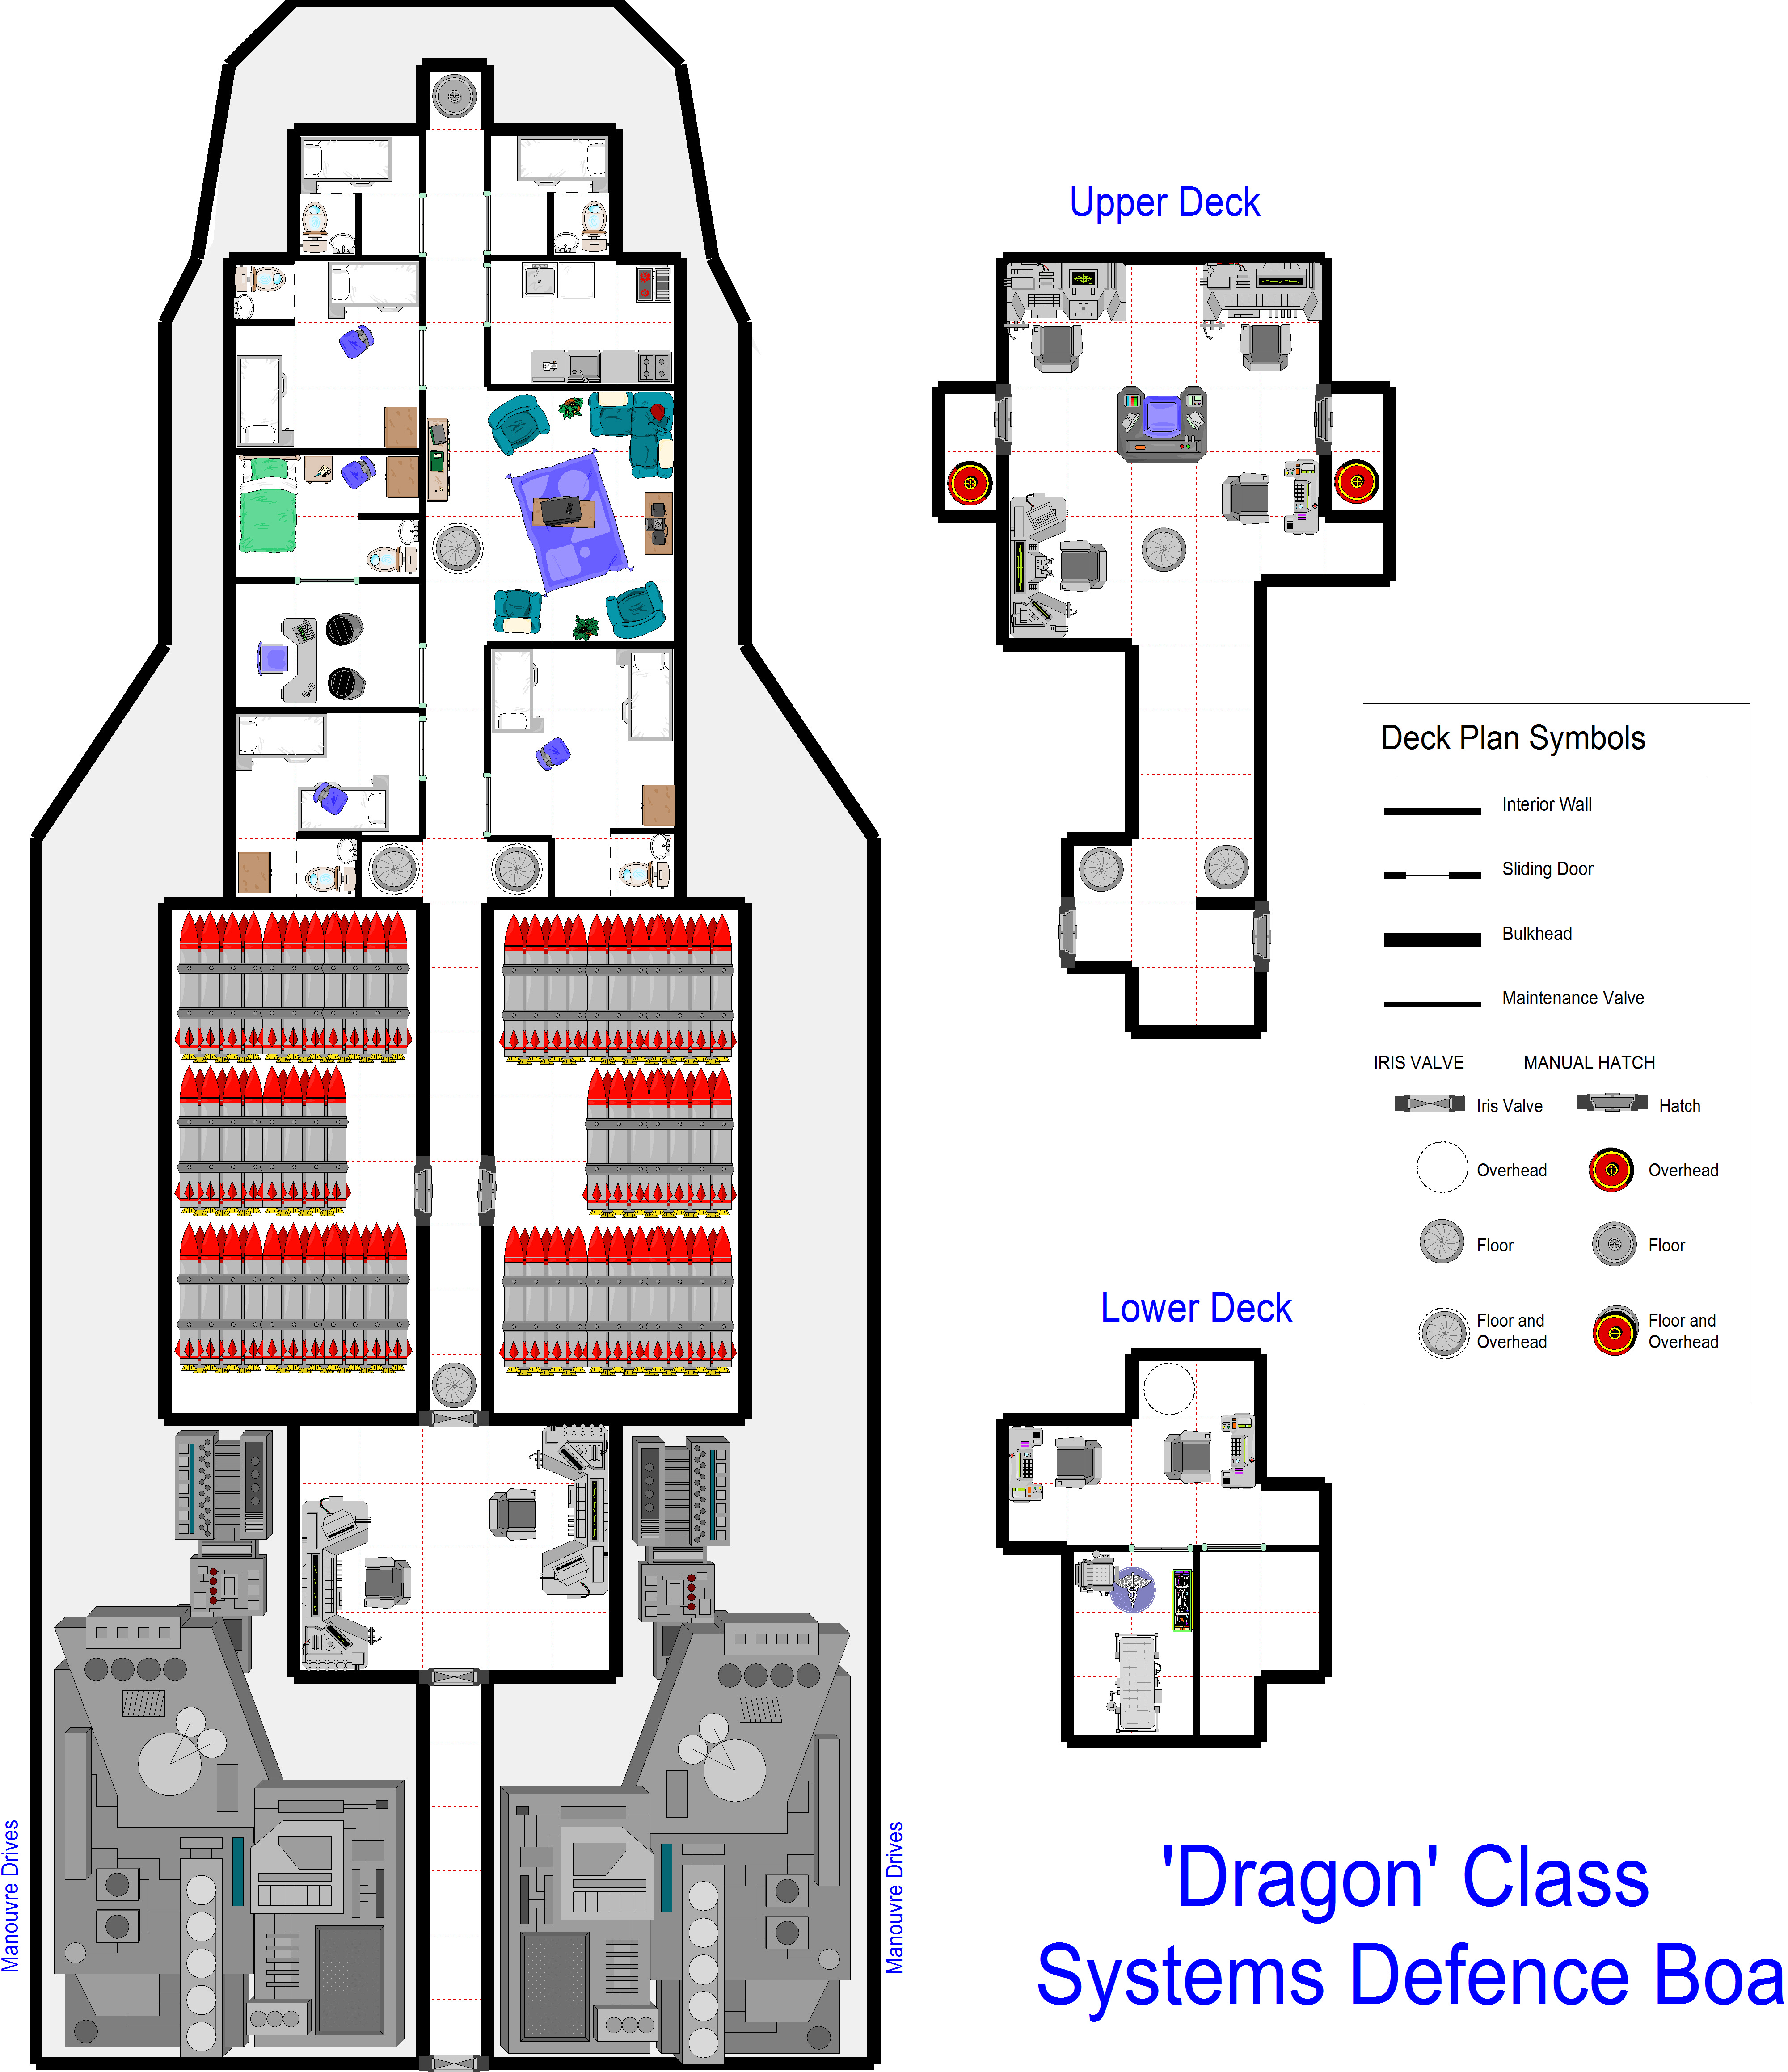 Upper Deck
Deck Plan Symbols
Interior Wall
Sliding Door
Bulkhead
Maintenance Valve
IRIS VALVE MANUAL HATCH
Iris Valve Hatch
Overhead Overhead
Floor Floor
Floor and Floor and
Overhead Overhead
Lower Deck
Manouvre Drives
Manouvre Drives
'Dragon' Class
Systems Defence Boa